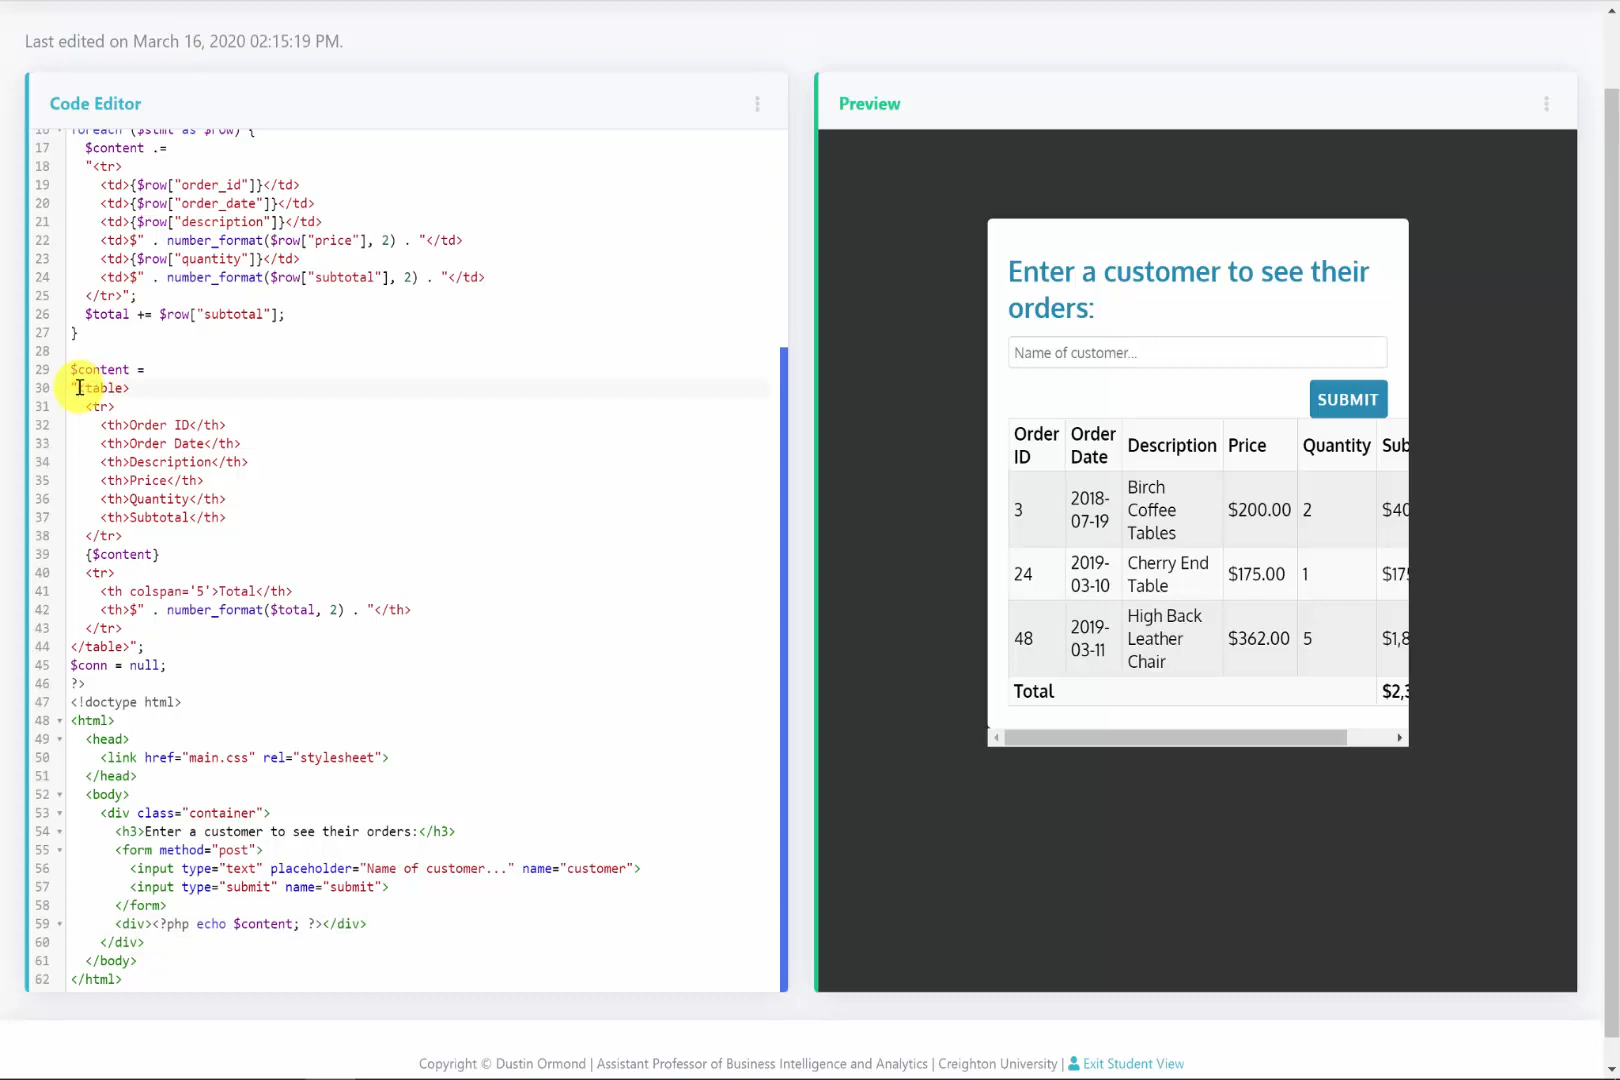 Last edited on March 16, 2020 02:15:19 PM.
Code Editor
16 foreach ($stmt as $row) {
17 $content .=
18 "<tr>
19 <td>{$row["order_id"]}</td>
20 <td>{$row["order_date"]}</td>
21 <td>{$row["description"]}</td>
22 <td>$" . number_format($row["price"], 2) . "</td>
23 <td>{$row["quantity"]}</td>
24 <td>$" . number_format($row["subtotal"], 2) . "</td>
25 </tr>";
26 $total += $row["subtotal"];
27 }
28
29 $content =
30 "<table>
31 <tr>
32 <th>Order ID</th>
33 <th>Order Date</th>
34 <th>Description</th>
35 <th>Price</th>
36 <th>Quantity</th>
37 <th>Subtotal</th>
38 </tr>
39 {$content}
40 <tr>
41 <th colspan='5'>Total</th>
42 <th>$" . number_format($total, 2) . "</th>
43 </tr>
44 </table>";
45 $conn = null;
46 ?>
47 <!doctype html>
48 <html>
49 <head>
50 <link href="main.css" rel="stylesheet">
51 </head>
52 <body>
53 <div class="container">
54 <h3>Enter a customer to see their orders:</h3>
55 <form method="post">
56 <input type="text" placeholder="Name of customer..." name="customer">
57 <input type="submit" name="submit">
58 </form>
59 <div><?php echo $content; ?></div>
60 </div>
61 </body>
62 </html>
Preview
Enter a customer to see their
orders:
Name of customer...
SUBMIT
Order ID Order Date Description Price Quantity Sub
3 2018-07-19 Birch Coffee Tables $200.00 2 $40
24 2019-03-10 Cherry End Table $175.00 1 $175
48 2019-03-11 High Back Leather Chair $362.00 5 $1,8
Total $2,3
Copyright © Dustin Ormond | Assistant Professor of Business Intelligence and Analytics | Creighton University | Exit Student View